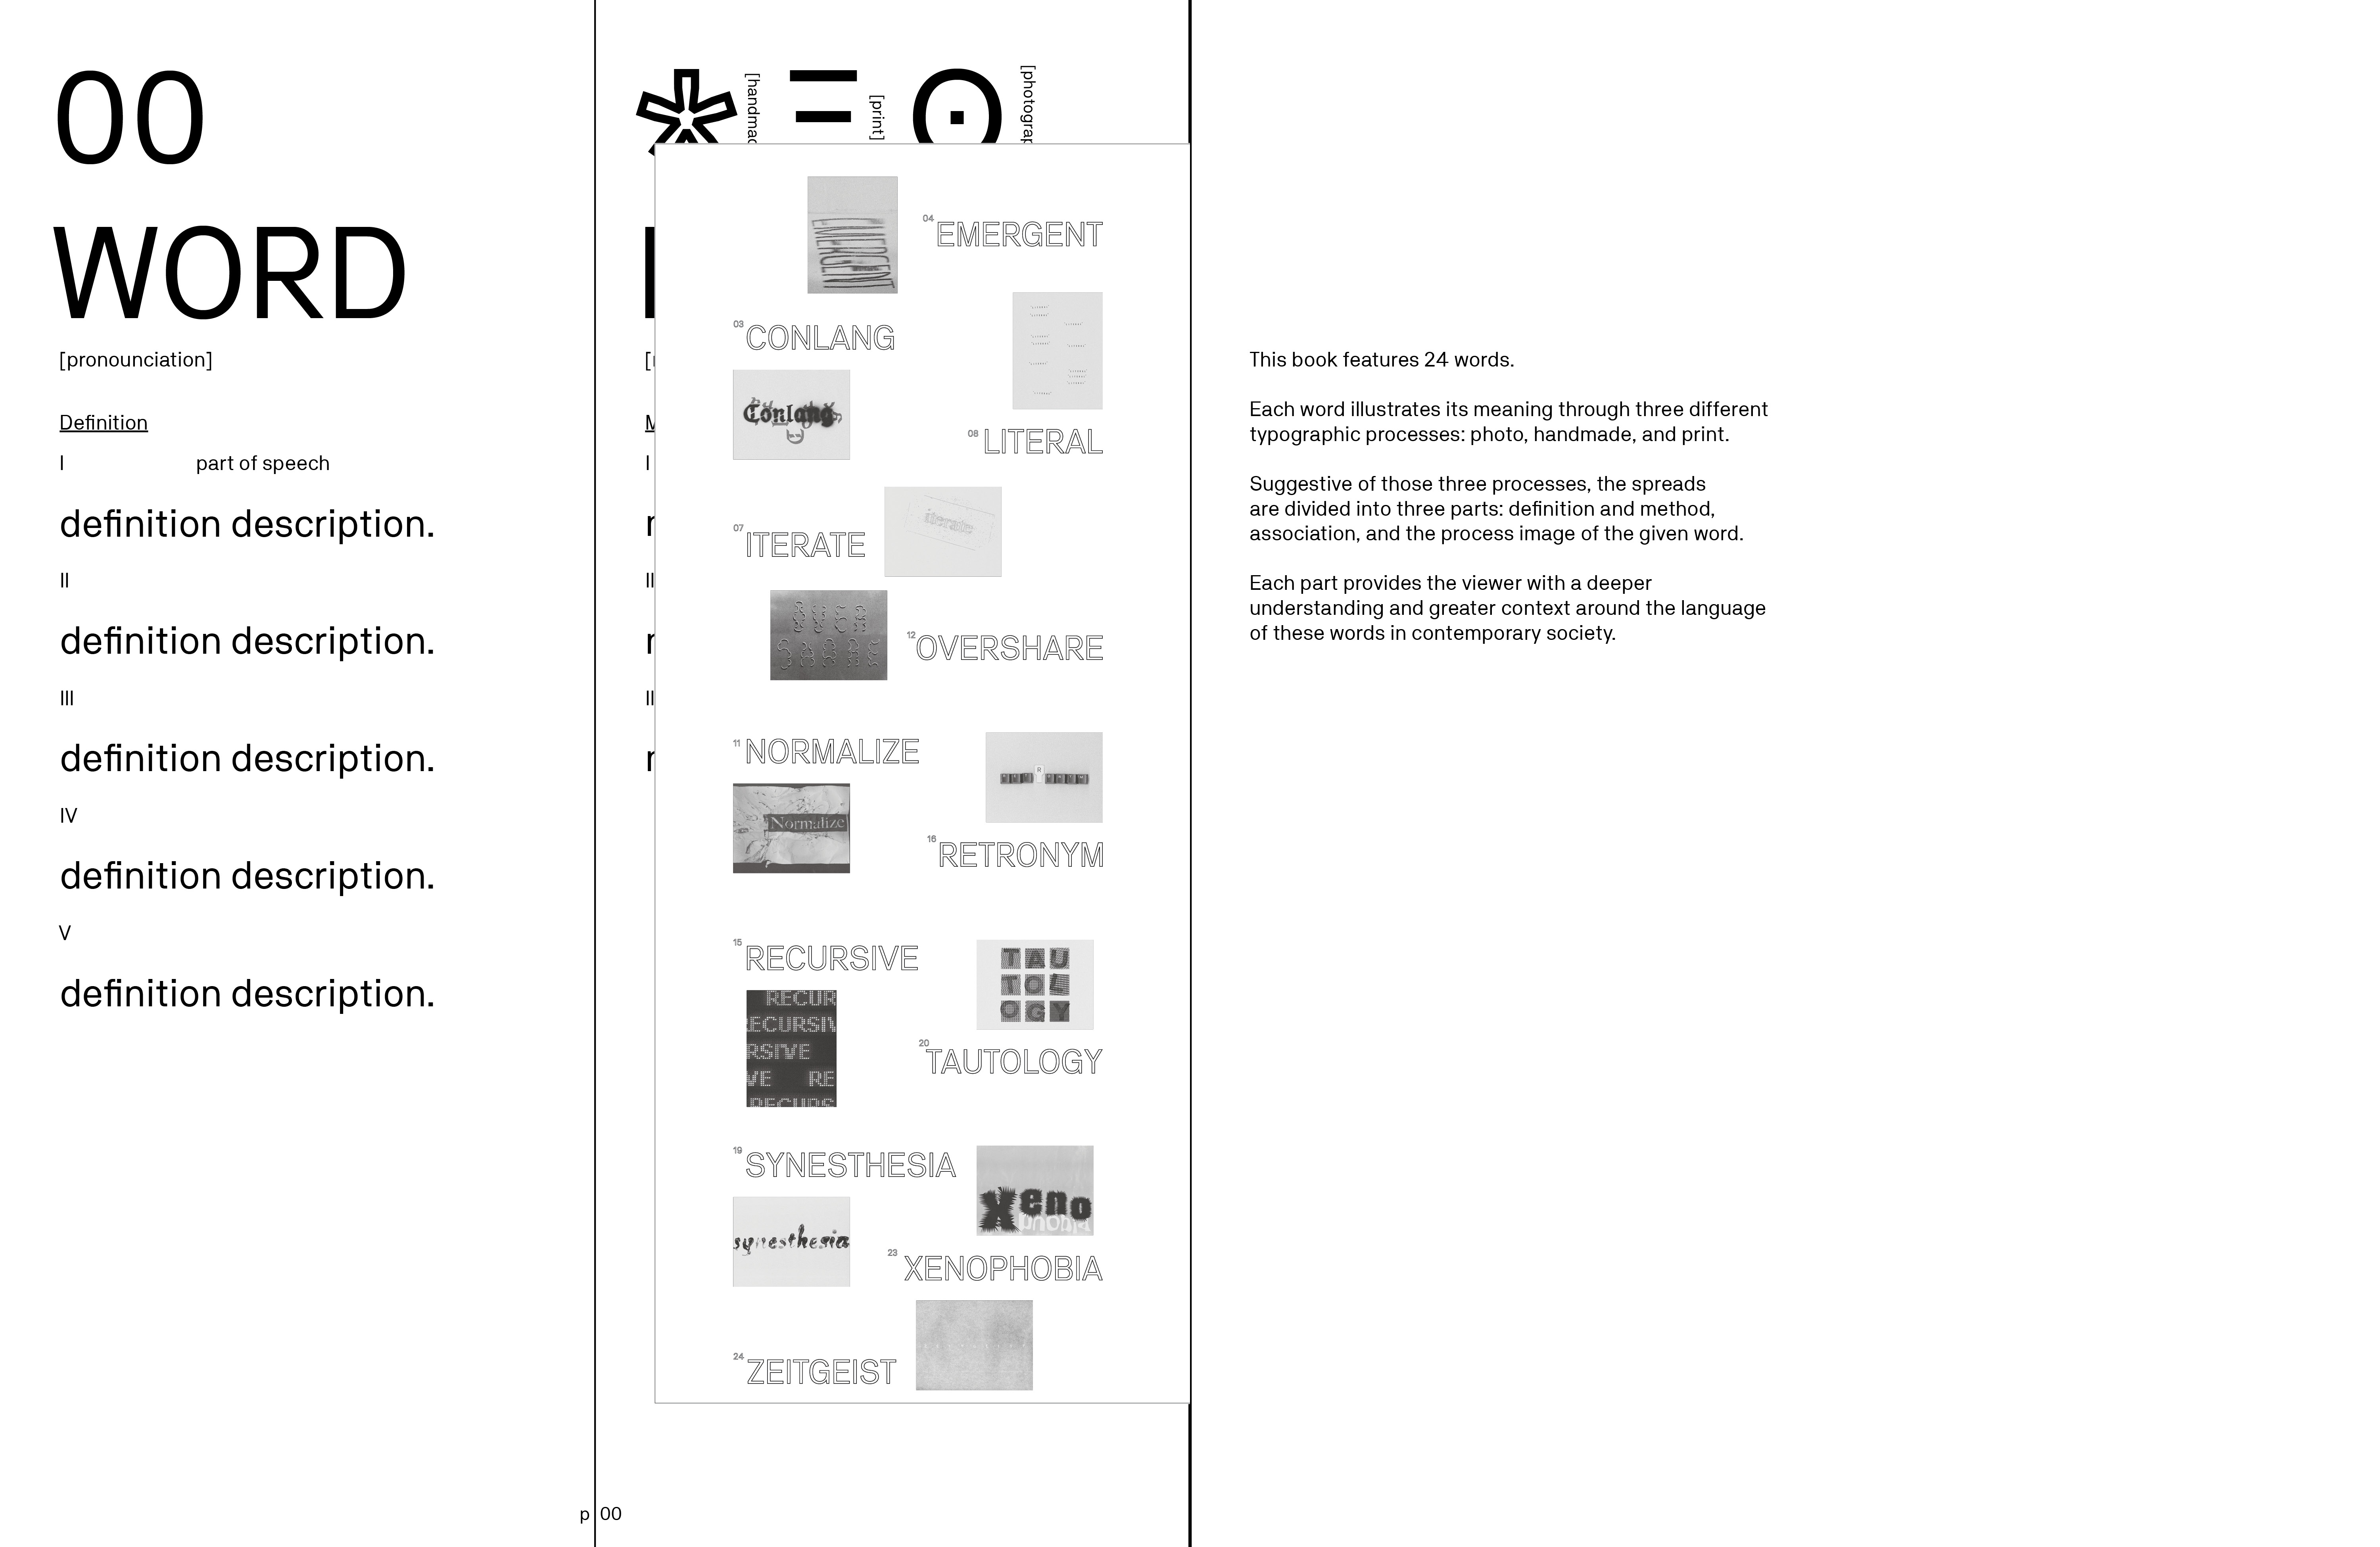 00
WORD
[pronounciation]
Definition
I part of speech
definition description.
II
definition description.
III
definition description.
IV
definition description.
V
definition description.
[print]
04 EMERGENT
EMERGENT
03 CONLANG
Conlang
08 LITERAL
07 ITERATE
iterate
12 OVERSHARE
OVER
SHARE
11 NORMALIZE
Normalize
16 RETRONYM
15 RECURSIVE
RECUR
RECURSIV
RSIVE
VE RE
RECURS
TAU
TOL
OGY
20 TAUTOLOGY
19 SYNESTHESIA
synesthesia
Xeno
phobia
23 XENOPHOBIA
24 ZEITGEIST
p 00
This book features 24 words.
Each word illustrates its meaning through three different
typographic processes: photo, handmade, and print.
Suggestive of those three processes, the spreads
are divided into three parts: definition and method,
association, and the process image of the given word.
Each part provides the viewer with a deeper
understanding and greater context around the language
of these words in contemporary society.